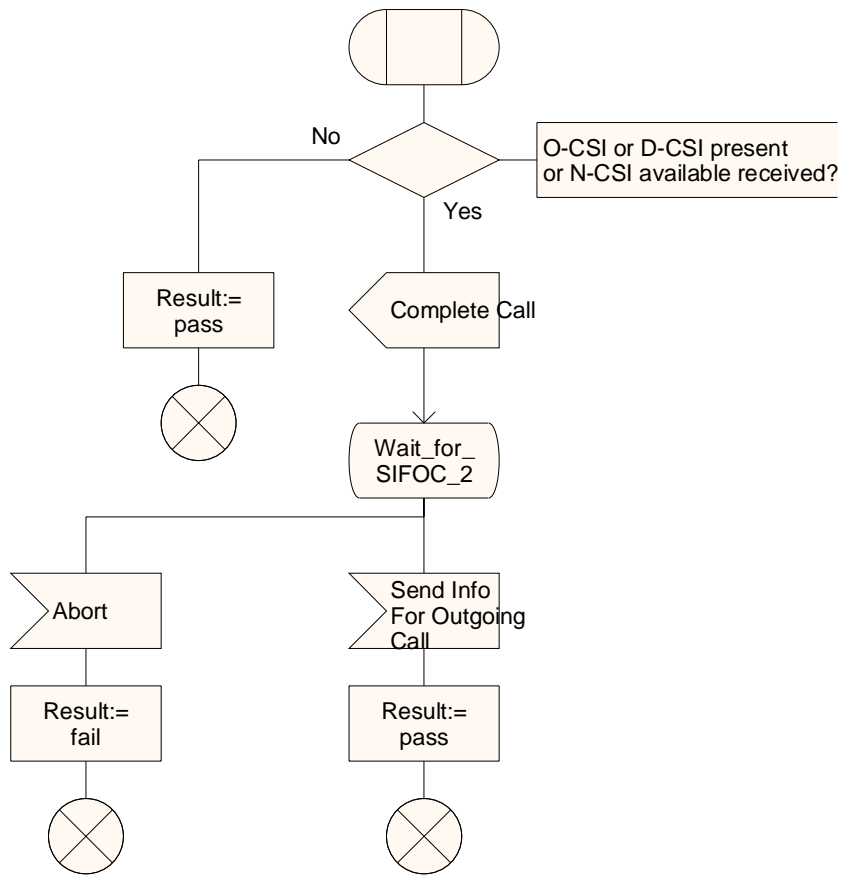 No
O-CSI or D-CSI present
or N-CSI available received?
Yes
Result:=
pass
Complete Call
Wait_for_
SIFOC_2
Abort
Send Info
For Outgoing
Call
Result:=
fail
Result:=
pass